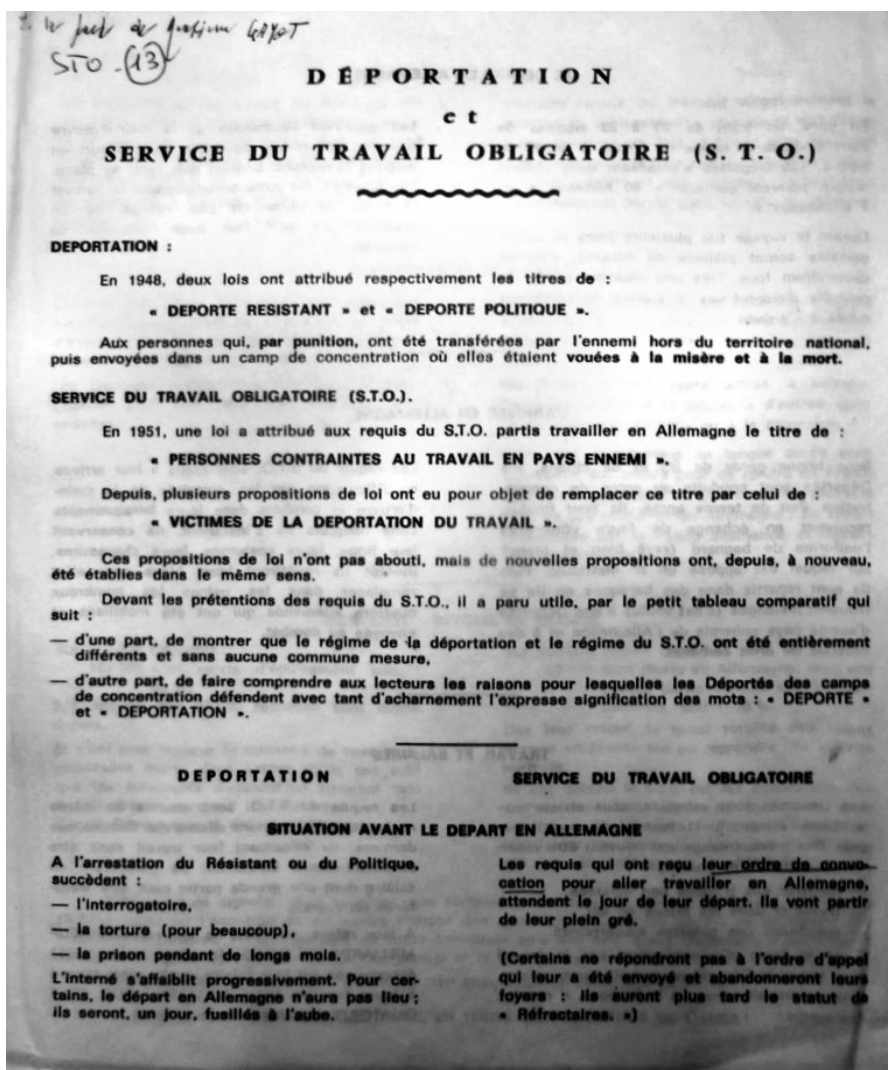 STO - (13)
DÉPORTATION
et
SERVICE DU TRAVAIL OBLIGATOIRE (S. T. O.)
DEPORTATION :
En 1948, deux lois ont attribué respectivement les titres de :
« DEPORTE RESISTANT » et « DEPORTE POLITIQUE ».
Aux personnes qui, par punition, ont été transférées par l'ennemi hors du territoire national,
puis envoyées dans un camp de concentration où elles étaient vouées à la misère et à la mort.
SERVICE DU TRAVAIL OBLIGATOIRE (S.T.O.).
En 1951, une loi a attribué aux requis du S.T.O. partis travailler en Allemagne le titre de :
« PERSONNES CONTRAINTES AU TRAVAIL EN PAYS ENNEMI ».
Depuis, plusieurs propositions de loi ont eu pour objet de remplacer ce titre par celui de :
« VICTIMES DE LA DEPORTATION DU TRAVAIL ».
Ces propositions de loi n'ont pas abouti, mais de nouvelles propositions ont, depuis, à nouveau,
été établies dans le même sens.
Devant les prétentions des requis du S.T.O., il a paru utile, par le petit tableau comparatif qui
suit :
— d'une part, de montrer que le régime de la déportation et le régime du S.T.O. ont été entièrement
différents et sans aucune commune mesure,
— d'autre part, de faire comprendre aux lecteurs les raisons pour lesquelles les Déportés des camps
de concentration défendent avec tant d'acharnement l'expresse signification des mots : « DEPORTE »
et « DEPORTATION ».
DEPORTATION
SERVICE DU TRAVAIL OBLIGATOIRE
SITUATION AVANT LE DEPART EN ALLEMAGNE
A l'arrestation du Résistant ou du Politique,
succèdent :
— l'interrogatoire,
— la torture (pour beaucoup),
— la prison pendant de longs mois.
L'interné s'affaiblit progressivement. Pour cer-
tains, le départ en Allemagne n'aura pas lieu :
ils seront, un jour, fusillés à l'aube.
Les requis qui ont reçu leur ordre de convo-
cation pour aller travailler en Allemagne,
attendent le jour de leur départ. Ils vont partir
de leur plein gré.
(Certains ne répondront pas à l'ordre d'appel
qui leur a été envoyé et abandonneront leurs
foyers : ils auront plus tard le statut de
« Réfractaires. »)